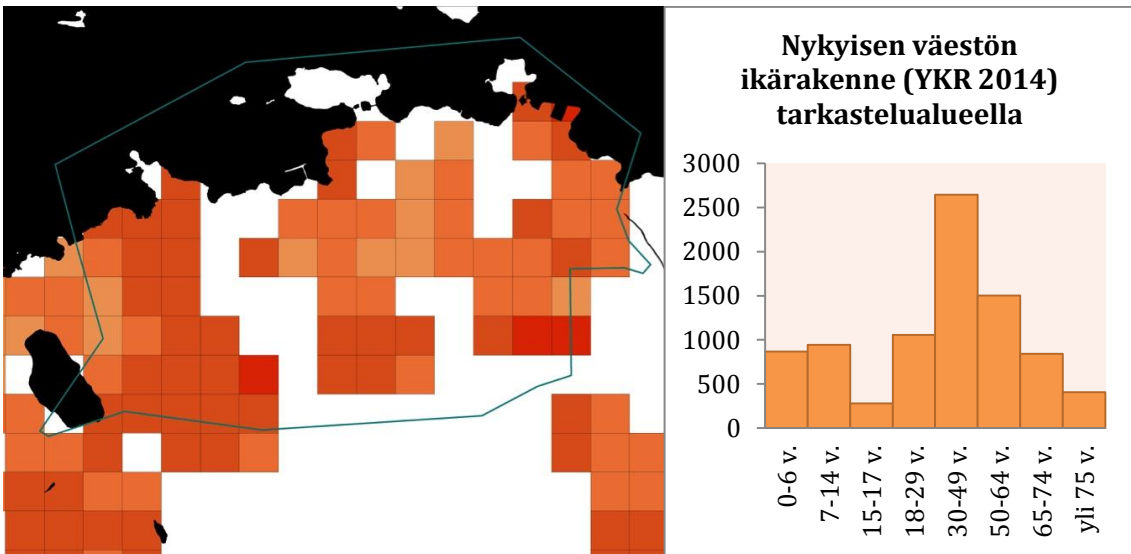 Nykyisen väestön
ikärakenne (YKR 2014)
tarkastelualueella
3000
2500
2000
1500
1000
500
0
0-6 v.
7-14 v.
15-17 v.
18-29 v.
30-49 v.
50-64 v.
65-74 v.
yli 75 v.